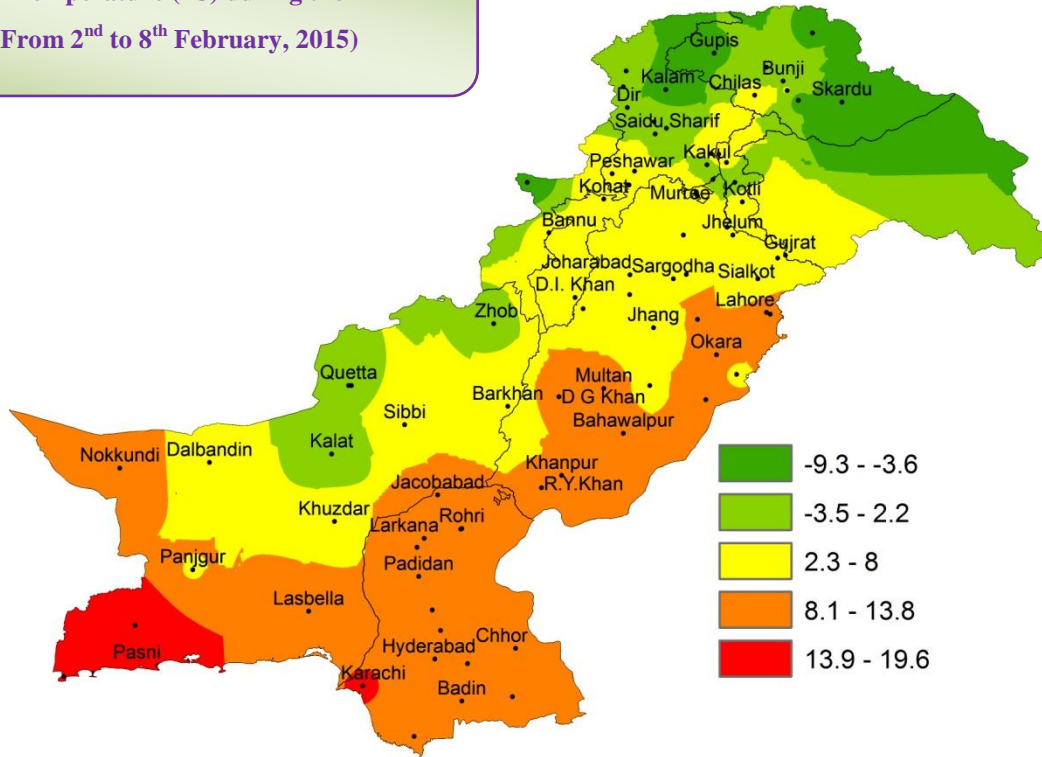 (From 2nd to 8th February, 2015)
Gupis
Kalam
Bunji
Chilas
Skardu
Dir
Saidu Sharif
Kakul
Peshawar
Kohat
Murree
Kotli
Bannu
Jhelum
Gujrat
Joharabad
Sargodha
Sialkot
D.I. Khan
Lahore
Zhob
Jhang
Okara
Quetta
Multan
Barkhan
D G Khan
Sibbi
Bahawalpur
Kalat
Dalbandin
Nokkundi
Khanpur
R.Y.Khan
Jacobabad
Khuzdar
Rohri
Larkana
Panjgur
Padidan
Lasbella
Pasni
Hyderabad
Chhor
Karachi
Badin
-9.3 - -3.6
-3.5 - 2.2
2.3 - 8
8.1 - 13.8
13.9 - 19.6